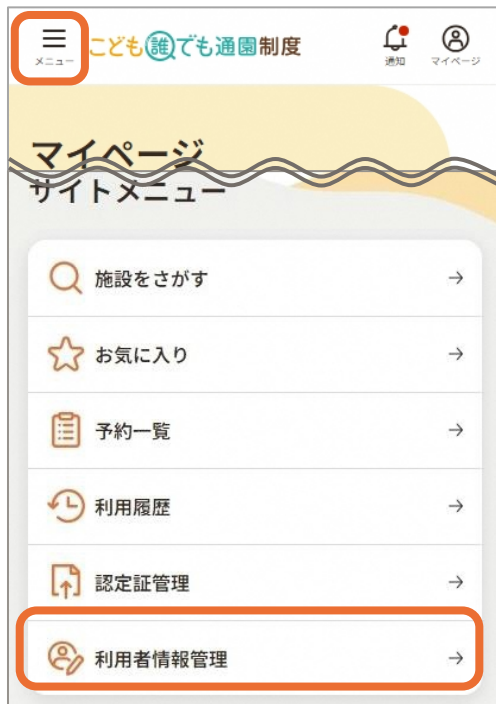 メニュー
こども誰でも通園制度
通知
マイページ
マイページ
サイトメニュー
施設をさがす
お気に入り
予約一覧
利用履歴
認定証管理
利用者情報管理